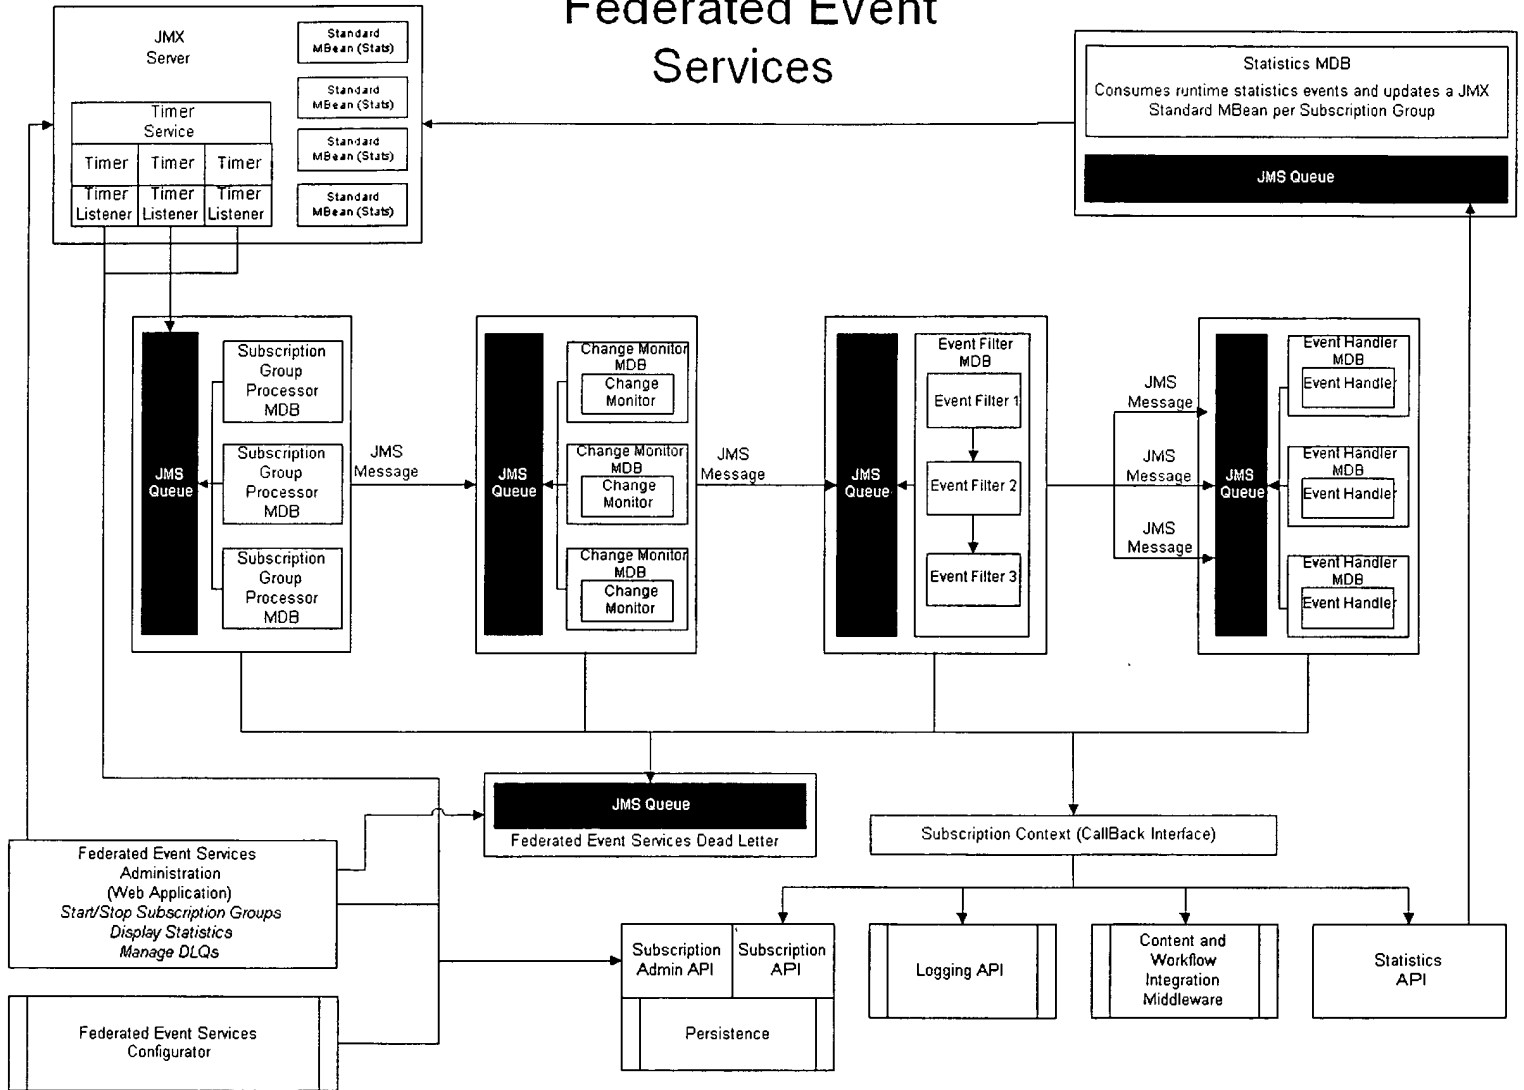 Federated Event
Services
JMX
Server
Standard
MBean (Stats)
Standard
MBean (Stats)
Standard
MBean (Stats)
Standard
MBean (Stats)
Timer
Service
Timer Timer Timer
Timer Timer Timer
Listener Listener Listener
Statistics MDB
Consumes runtime statistics events and updates a JMX
Standard MBean per Subscription Group
JMS Queue
JMS
Queue
Subscription
Group
Processor
MDB
Subscription
Group
Processor
MDB
Subscription
Group
Processor
MDB
JMS
Message
JMS
Queue
Change Monitor
MDB
Change
Monitor
Change Monitor
MDB
Change
Monitor
Change Monitor
MDB
Change
Monitor
JMS
Message
JMS
Queue
Event Filter
MDB
Event Filter 1
Event Filter 2
Event Filter 3
JMS
Message
JMS
Message
JMS
Message
JMS
Queue
Event Handler
MDB
Event Handler
Event Handler
MDB
Event Handler
Event Handler
MDB
Event Handler
JMS Queue
Federated Event Services Dead Letter
Subscription Context (CallBack Interface)
Federated Event Services
Administration
(Web Application)
Start/Stop Subscription Groups
Display Statistics
Manage DLQs
Federated Event Services
Configurator
Subscription
Admin API
Subscription
API
Persistence
Logging API
Content and
Workflow
Integration
Middleware
Statistics
API